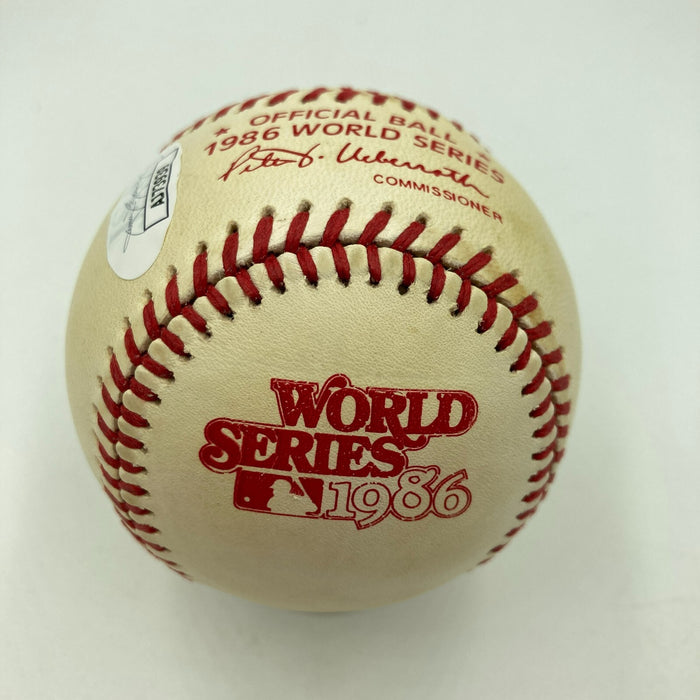 ★ OFFICIAL BALL
1986 WORLD SERIES
Peter V. Ueberroth
COMMISSIONER
WORLD
SERIES
1986